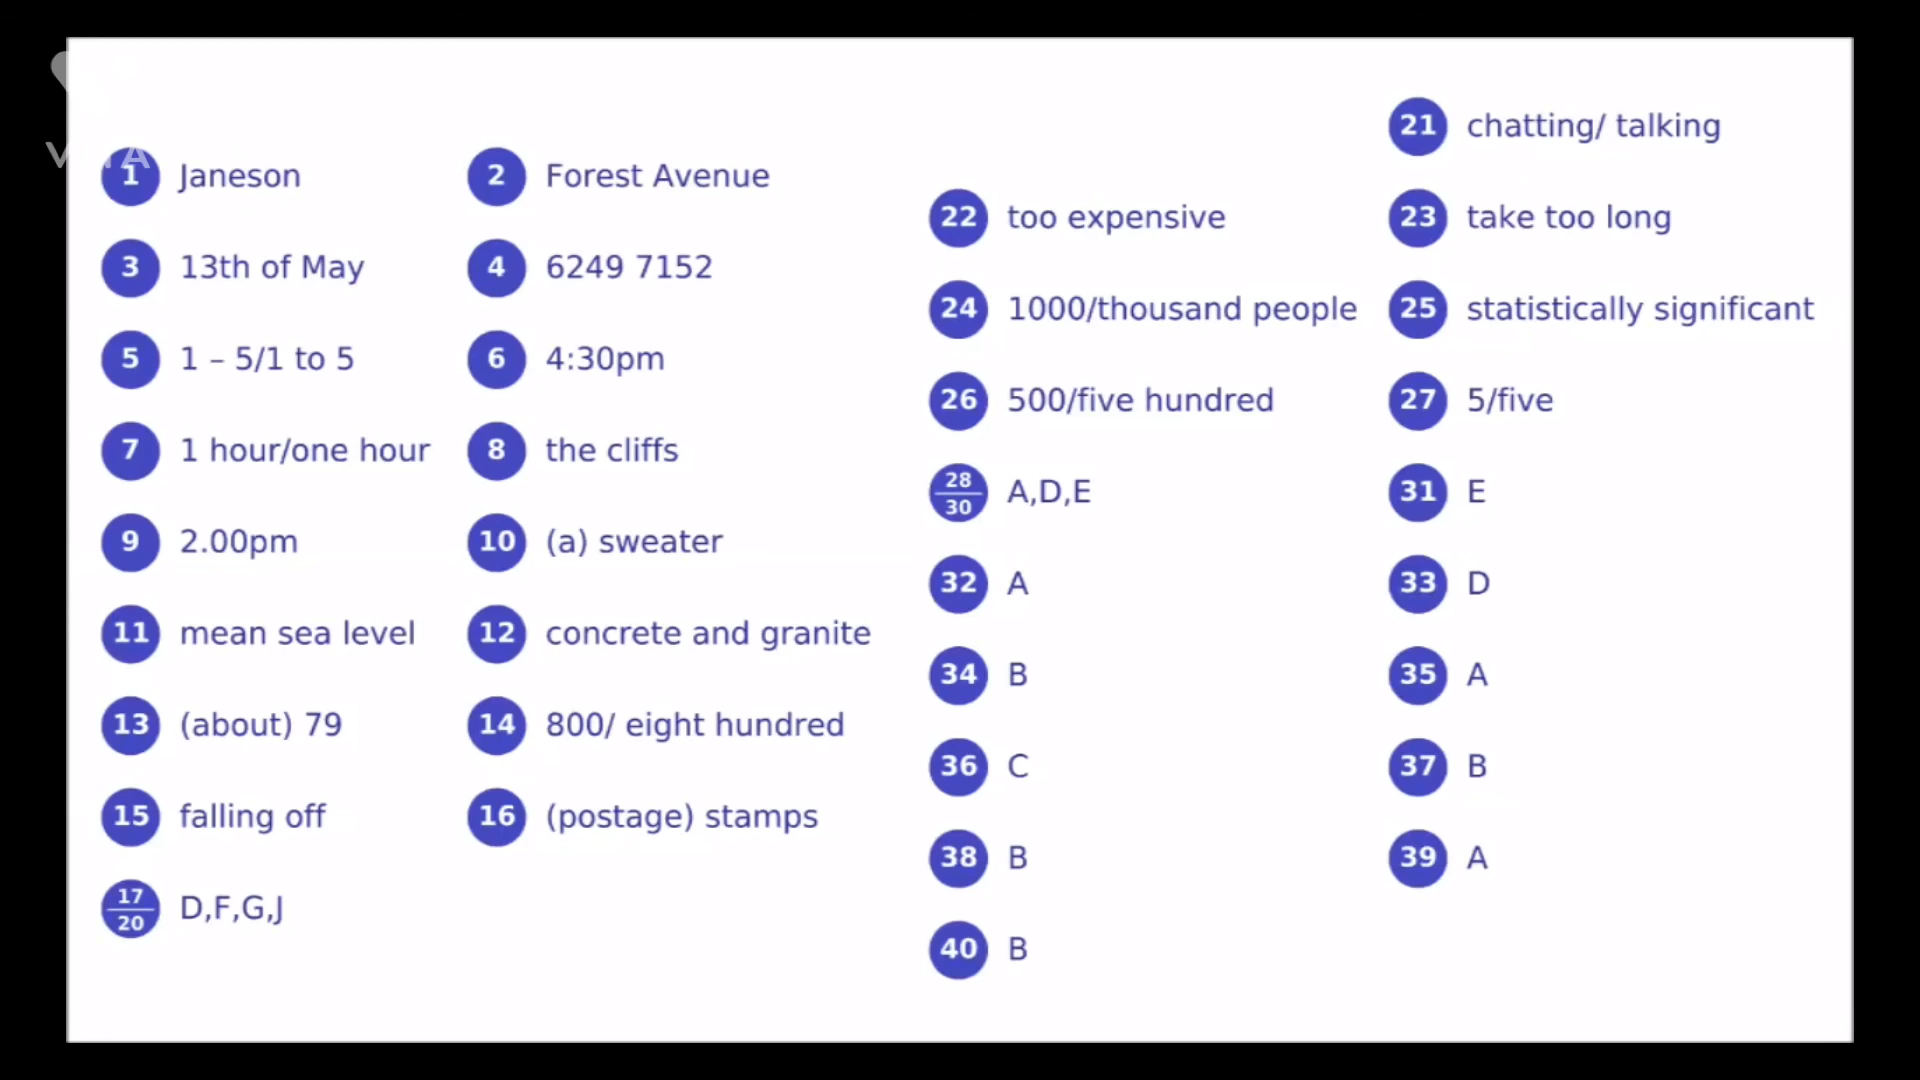 VITA
1 Janeson
2 Forest Avenue
3 13th of May
4 6249 7152
5 1 – 5/1 to 5
6 4:30pm
7 1 hour/one hour
8 the cliffs
9 2.00pm
10 (a) sweater
11 mean sea level
12 concrete and granite
13 (about) 79
14 800/ eight hundred
15 falling off
16 (postage) stamps
17 20 D,F,G,J
21 chatting/ talking
22 too expensive
23 take too long
24 1000/thousand people
25 statistically significant
26 500/five hundred
27 5/five
28 30 A,D,E
31 E
32 A
33 D
34 B
35 A
36 C
37 B
38 B
39 A
40 B